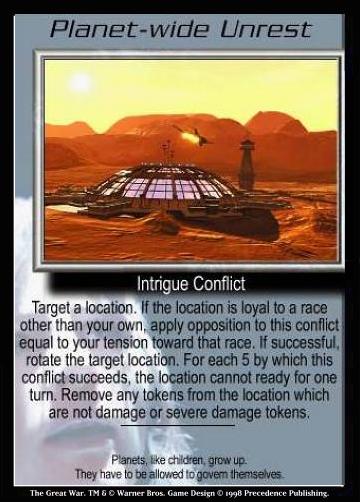 Planet-wide Unrest
Intrigue Conflict
Target a location. If the location is loyal to a race
other than your own, apply opposition to this conflict
equal to your tension toward that race. If successful,
rotate the target location. For each 5 by which this
conflict succeeds, the location cannot ready for one
turn. Remove any tokens from the location which
are not damage or severe damage tokens.
Planets, like children, grow up.
They have to be allowed to govern themselves.
The Great War. TM & © Warner Bros. Game Design © 1998 Precedence Publishing.